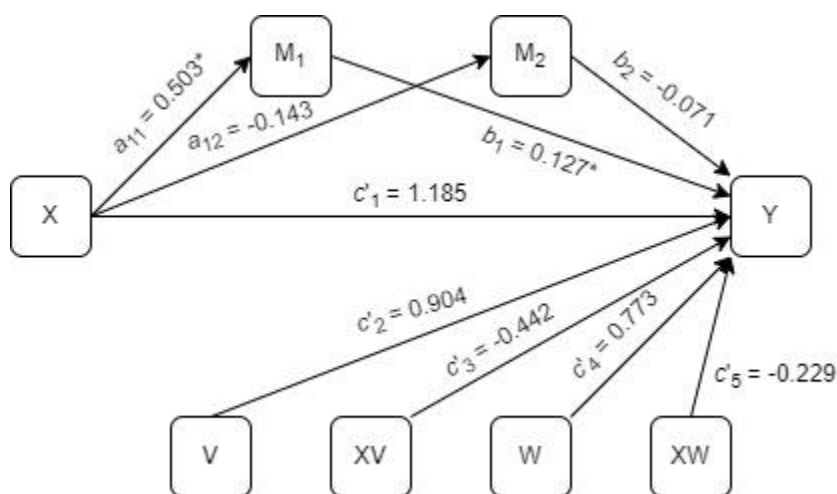 M₁
M₂
a₁₁ = 0.503*
a₁₂ = -0.143
b₂ = -0.071
b₁ = 0.127*
X
c'₁ = 1.185
Y
c'₂ = 0.904
c'₃ = -0.442
c'₄ = 0.773
c'₅ = -0.229
V
XV
W
XW